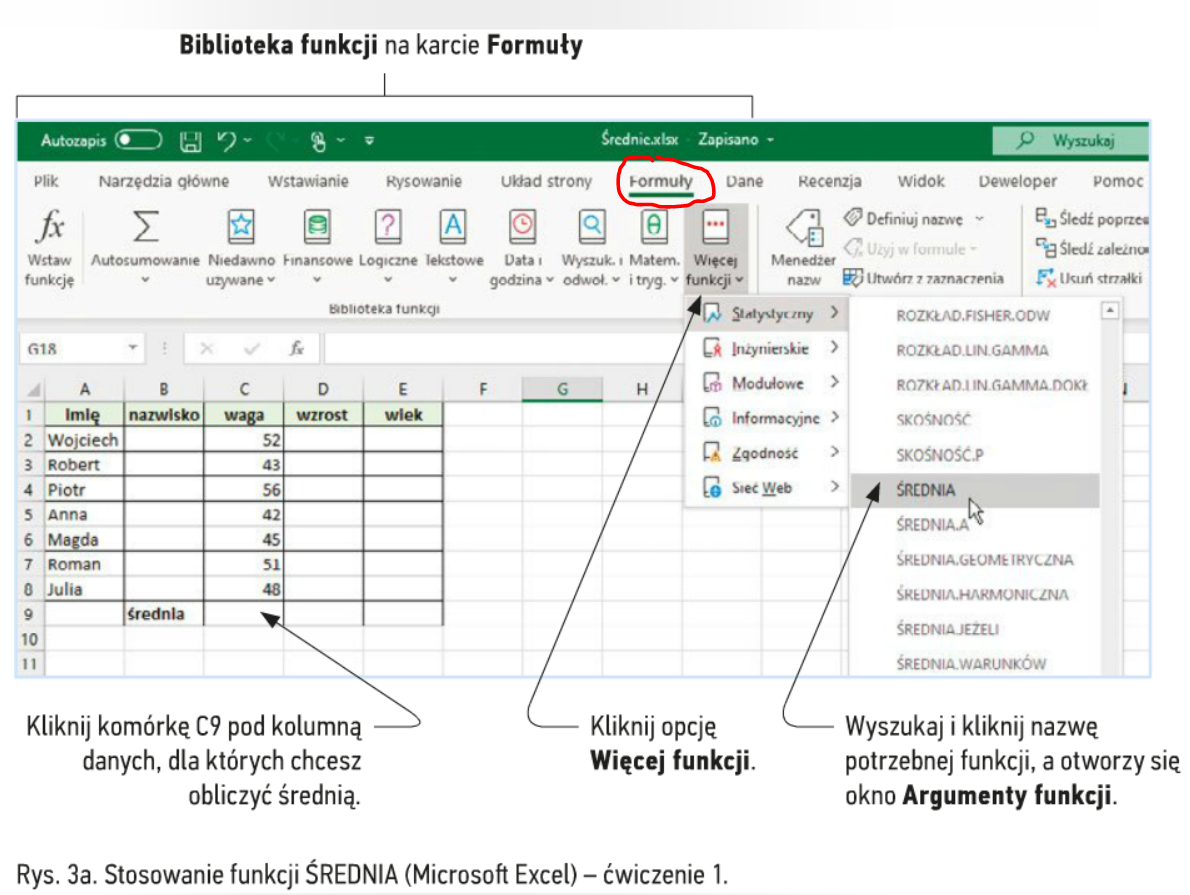 Biblioteka funkcji na karcie Formuły
Autozapis Średnie.xlsx - Zapisano Wyszukaj
Plik Narzędzia główne Wstawianie Rysowanie Układ strony Formuły Dane Recenzja Widok Deweloper Pomoc
fx Σ ? A θ Definiuj nazwę Śledź poprzed
Użyj w formule Śledź zależno
Wstaw Autosumowanie Niedawno Finansowe Logiczne Tekstowe Data i Wyszuk. i Matem. Więcej Menedżer
funkcję używane godzina odwoł. i tryg. funkcji nazw Utwórz z zaznaczenia Usuń strzałki
Biblioteka funkcji
G18 fx
A B C D E F G H
1 imię nazwisko waga wzrost wiek
2 Wojciech 52
3 Robert 43
4 Piotr 56
5 Anna 42
6 Magda 45
7 Roman 51
8 Julia 48
9 średnia
10
11
Statystyczny
Inżynierskie
Modułowe
Informacyjne
Zgodność
Sieć Web
ROZKŁAD.FISHER.ODW
ROZKŁAD.LIN.GAMMA
ROZKŁAD.LIN.GAMMA.DOKŁ
SKOŚNOŚĆ
SKOŚNOŚĆ.P
ŚREDNIA
ŚREDNIA.A
ŚREDNIA.GEOMETRYCZNA
ŚREDNIA.HARMONICZNA
ŚREDNIA.JEŻELI
ŚREDNIA.WARUNKÓW
Kliknij komórkę C9 pod kolumną
danych, dla których chcesz
obliczyć średnią.
Kliknij opcję
Więcej funkcji.
Wyszukaj i kliknij nazwę
potrzebnej funkcji, a otworzy się
okno Argumenty funkcji.
Rys. 3a. Stosowanie funkcji ŚREDNIA (Microsoft Excel) – ćwiczenie 1.